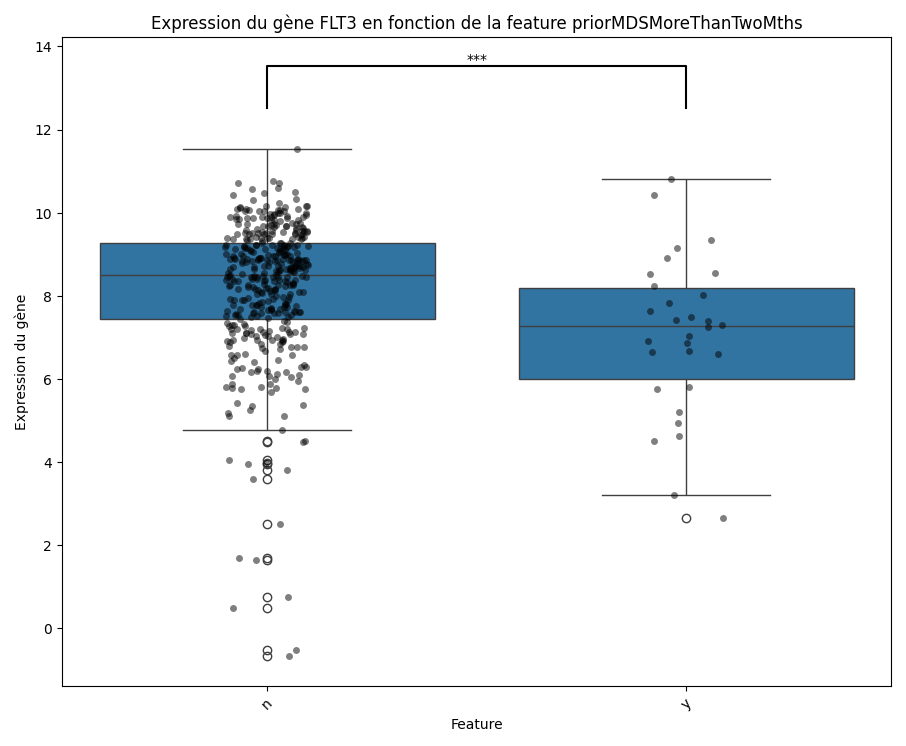 Expression du gène FLT3 en fonction de la feature priorMDSMoreThanTwoMths
***
14
12
10
8
6
4
2
0
Expression du gène
n
y
Feature